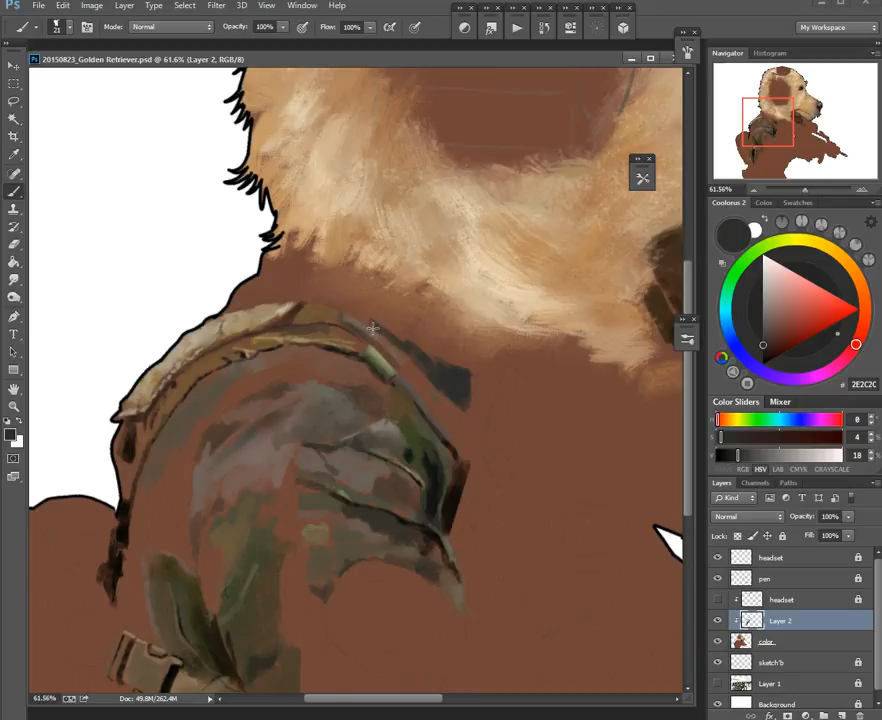 Ps File Edit Image Layer Type Select Filter 3D View Window Help
21 Mode: Normal Opacity: 100% Flow: 100% My Workspace
20150823_Golden Retriever.psd @ 61.6% (Layer 2, RGB/8)
Navigator Histogram
61.56%
Coolorus 2 Color Swatches
# 2E2C2C
Color Sliders Mixer
H 0 °
S 4 %
V 18 %
RGB HSV LAB CMYK GRAYSCALE
Layers Channels Paths
Kind
Normal Opacity: 100%
Lock: Fill: 100%
headset
pen
headset
Layer 2
color
sketch'b
Layer 1
Background
61.56% Doc: 49.8M/262.4M